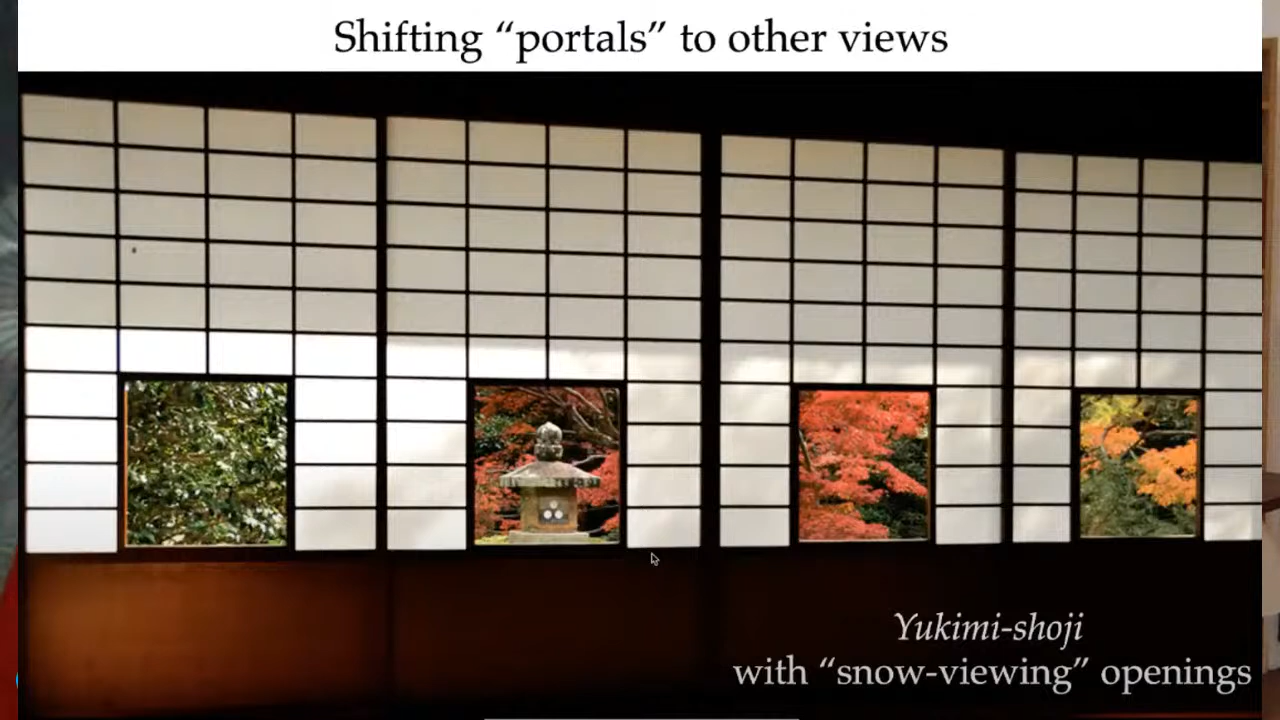 Shifting “portals” to other views
Yukimi-shoji
with “snow-viewing” openings